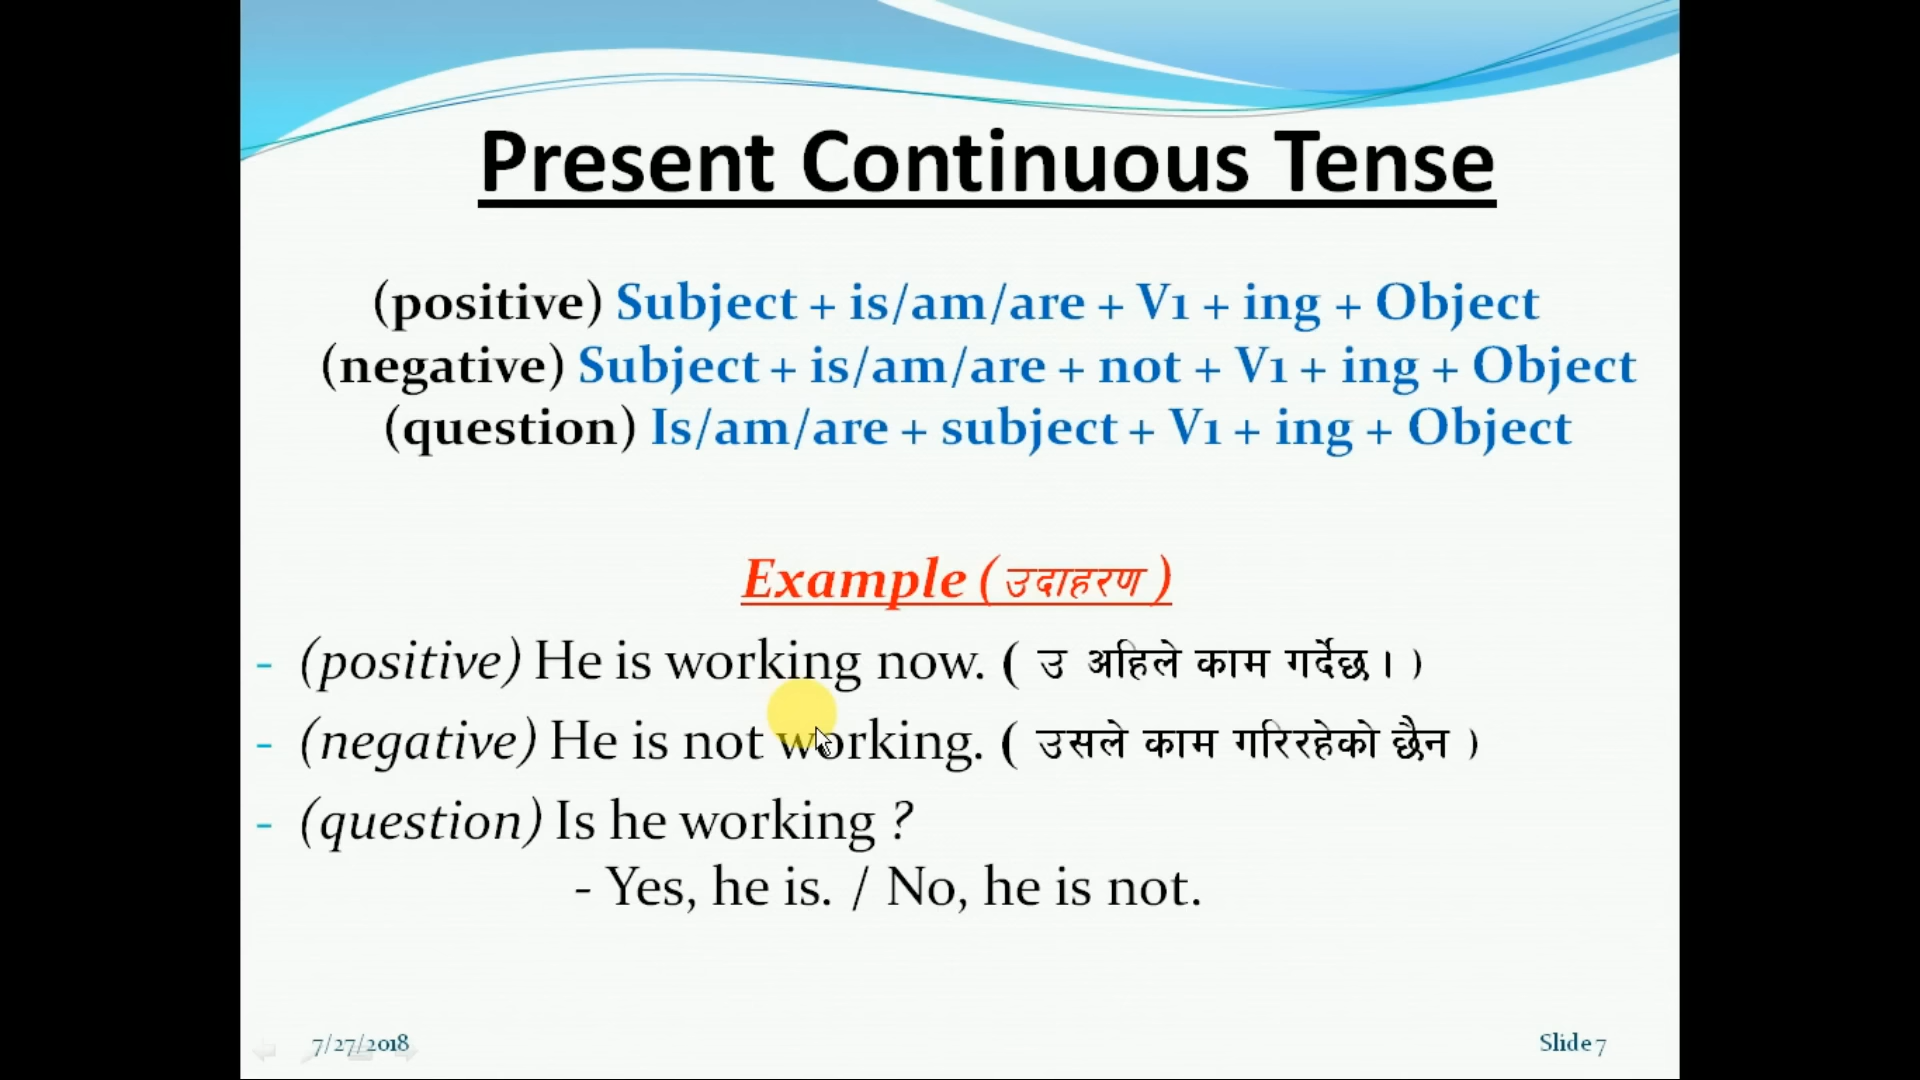 Present Continuous Tense
(positive) Subject + is/am/are + V1 + ing + Object
(negative) Subject + is/am/are + not + V1 + ing + Object
(question) Is/am/are + subject + V1 + ing + Object
Example ( उदाहरण )
- (positive) He is working now. ( उ अहिले काम गर्देछ । )
- (negative) He is not working. ( उसले काम गरिरहेको छैन )
- (question) Is he working ?
- Yes, he is. / No, he is not.
7/27/2018
Slide 7